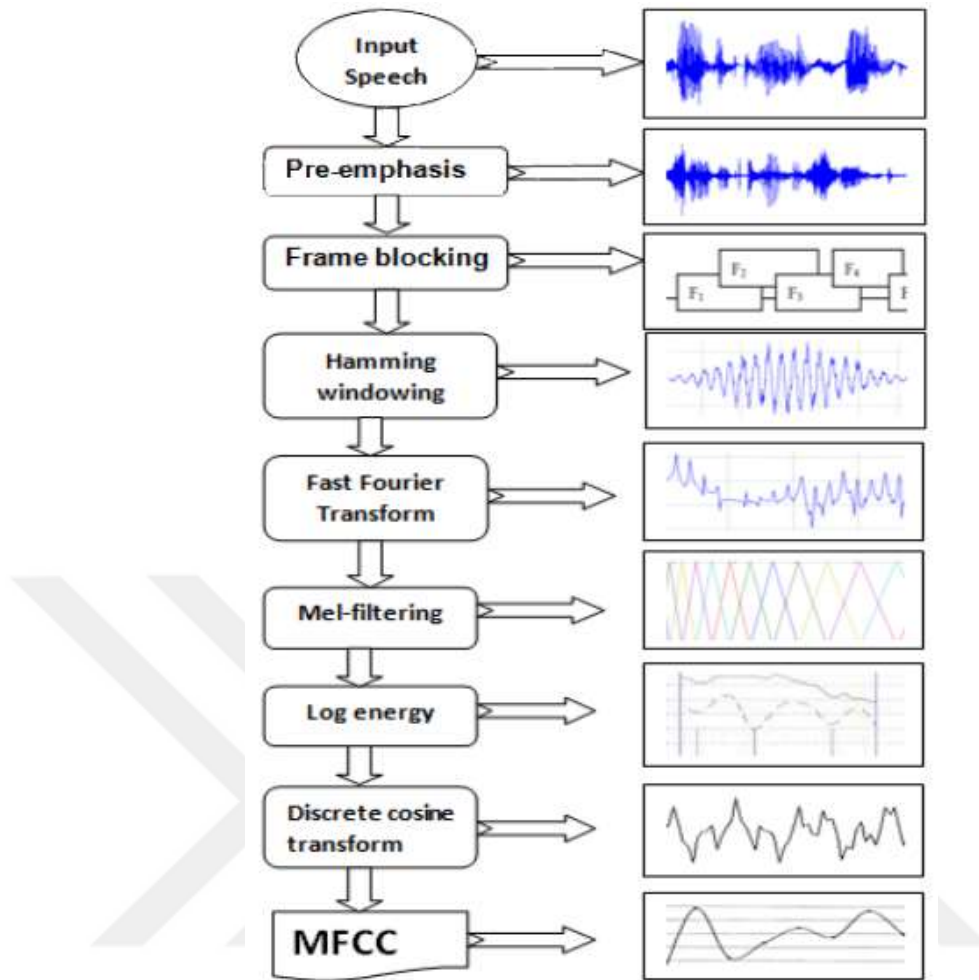 Input
Speech
Pre-emphasis
Frame blocking
F₁
F₂
F₃
F₄
F
Hamming
windowing
Fast Fourier
Transform
Mel-filtering
Log energy
Discrete cosine
transform
MFCC